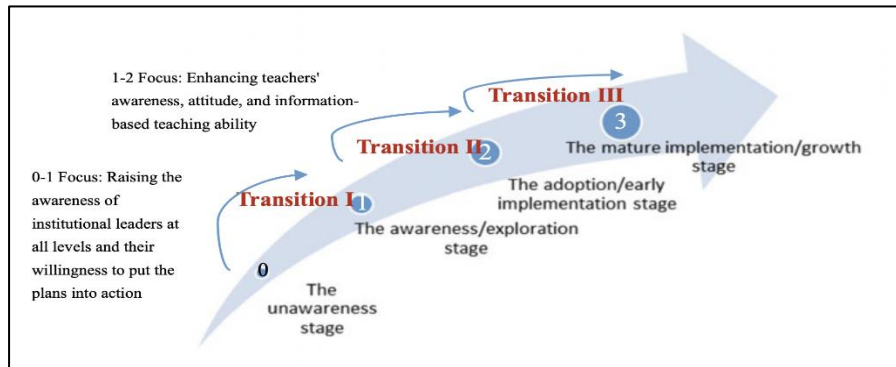 1-2 Focus: Enhancing teachers'
awareness, attitude, and information-
based teaching ability
Transition III
3
The mature implementation/growth
stage
Transition II
2
The adoption/early
implementation stage
0-1 Focus: Raising the
awareness of
institutional leaders at
all levels and their
willingness to put the
plans into action
Transition I
1
The awareness/exploration
stage
0
The
unawareness
stage